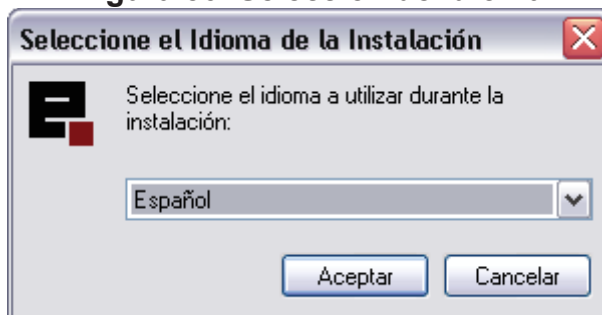 Seleccione el Idioma de la Instalación
Seleccione el idioma a utilizar durante la
instalación:
Español
Aceptar
Cancelar